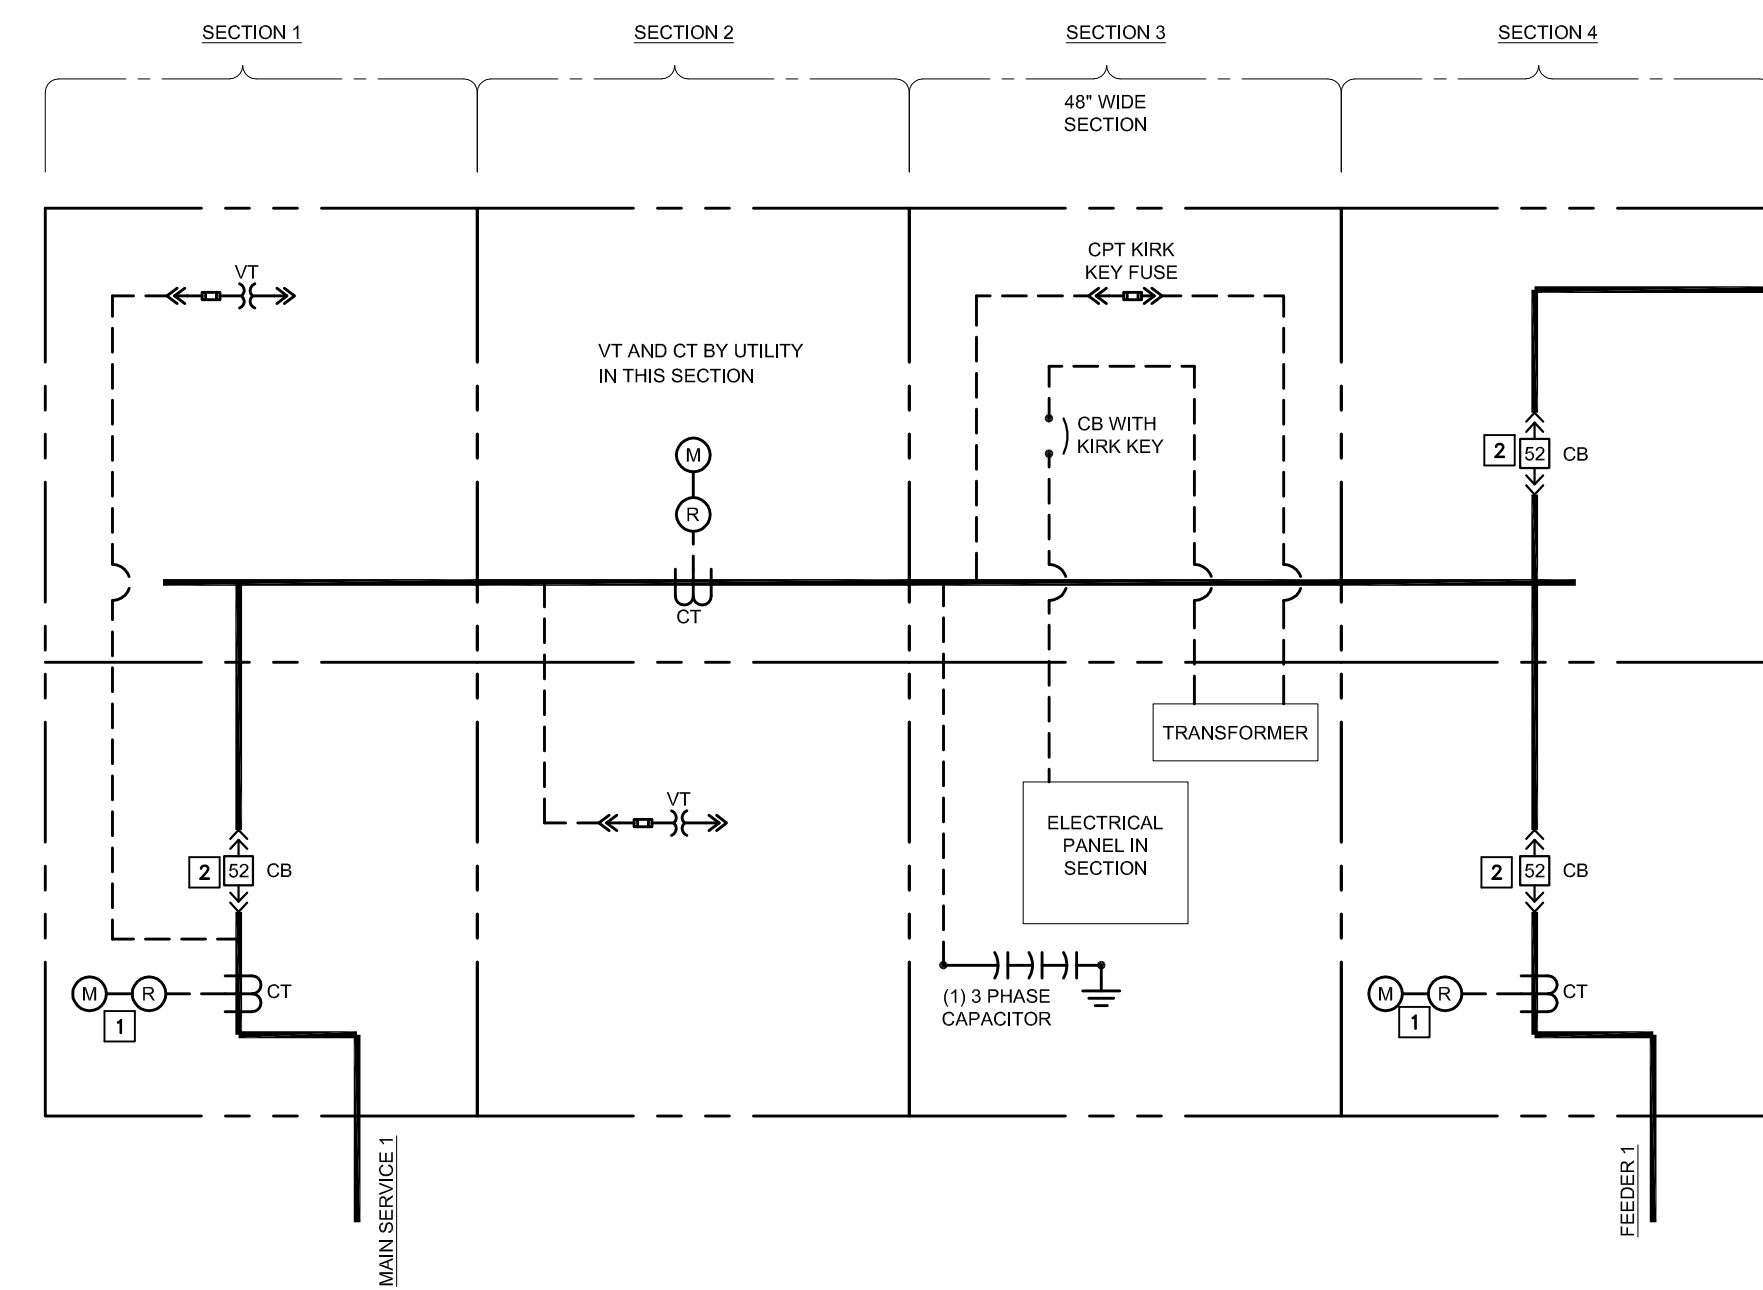 SECTION 1
SECTION 2
SECTION 3
SECTION 4
48" WIDE
SECTION
VT
CPT KIRK
KEY FUSE
VT AND CT BY UTILITY
IN THIS SECTION
CB WITH
KIRK KEY
M
R
CT
2
52
CB
TRANSFORMER
VT
ELECTRICAL
PANEL IN
SECTION
2
52
CB
2
52
CB
M
R
CT
1
(1) 3 PHASE
CAPACITOR
M
R
CT
1
MAIN SERVICE 1
FEEDER 1